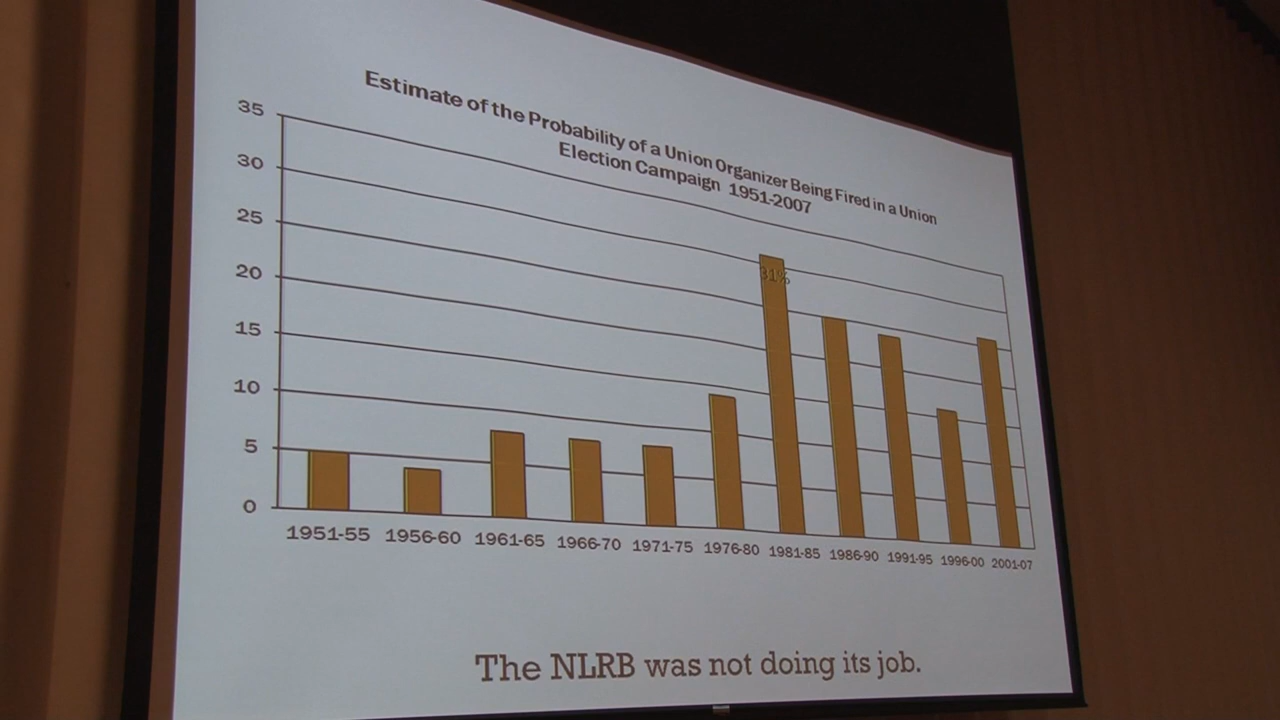 Estimate of the Probability of a Union Organizer Being Fired in a Union
Election Campaign 1951-2007
35
30
25
20
15
10
5
0
31%
1951-55 1956-60 1961-65 1966-70 1971-75 1976-80 1981-85 1986-90 1991-95 1996-00 2001-07
The NLRB was not doing its job.